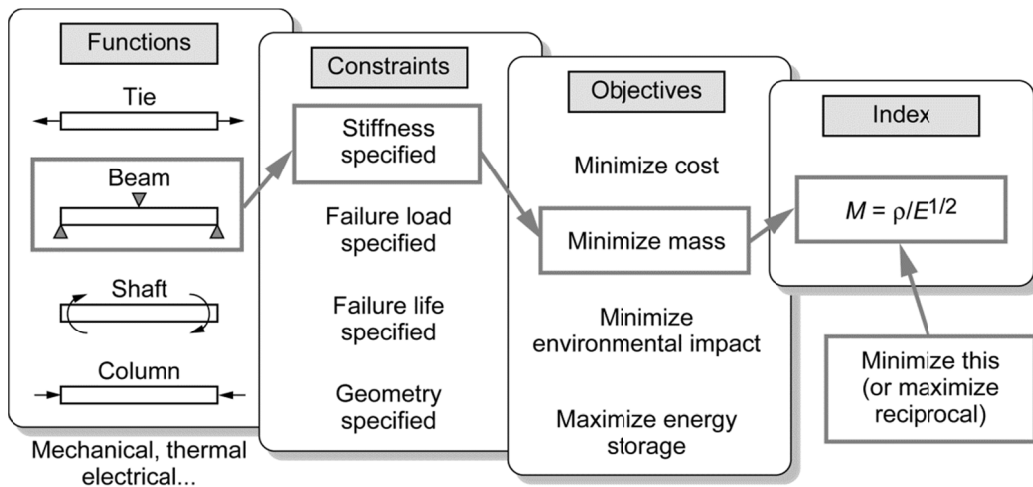 Functions
Tie
Beam
Shaft
Column
Mechanical, thermal
electrical...
Constraints
Stiffness
specified
Failure load
specified
Failure life
specified
Geometry
specified
Objectives
Minimize cost
Minimize mass
Minimize
environmental impact
Maximize energy
storage
Index
M = ρ/E^1/2
Minimize this
(or maximize
reciprocal)